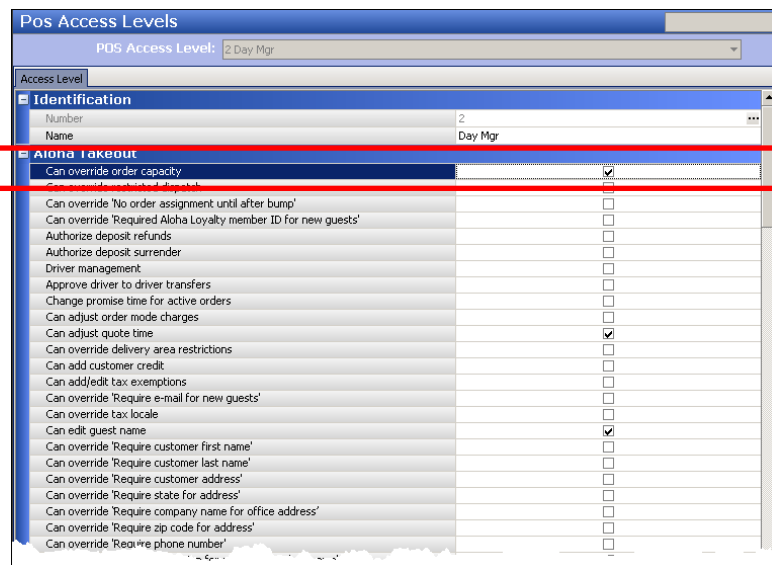 Pos Access Levels
POS Access Level: 2 Day Mgr
Access Level
Identification
Number 2 ...
Name Day Mgr
Aloha Takeout
Can override order capacity
Can override restricted dispatch
Can override 'No order assignment until after bump'
Can override 'Required Aloha Loyalty member ID for new guests'
Authorize deposit refunds
Authorize deposit surrender
Driver management
Approve driver to driver transfers
Change promise time for active orders
Can adjust order mode charges
Can adjust quote time
Can override delivery area restrictions
Can add customer credit
Can add/edit tax exemptions
Can override 'Require e-mail for new guests'
Can override tax locale
Can edit guest name
Can override 'Require customer first name'
Can override 'Require customer last name'
Can override 'Require customer address'
Can override 'Require state for address'
Can override 'Require company name for office address'
Can override 'Require zip code for address'
Can override 'Require phone number'